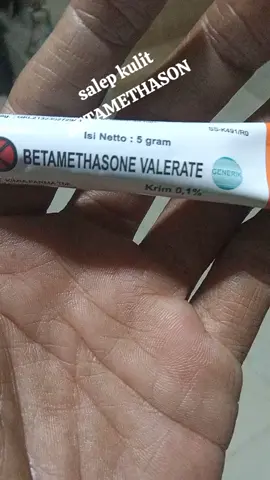 salep kulit
BETAMETHASON
Isi Netto : 5 gram
BETAMETHASONE VALERATE
GENERIK
Krim 0,1%